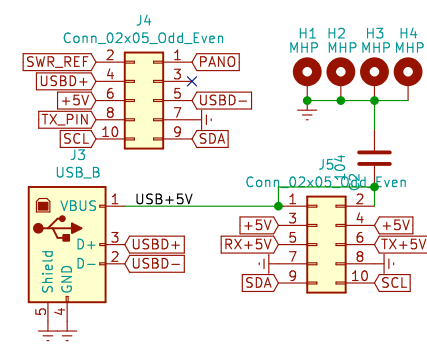 J4
Conn_02x05_Odd_Even
SWR_REF 2 1 PANO
USBD+ 4 3
+5V 6 5 USBD-
TX_PIN 8 7
SCL 10 9 SDA
H1 H2 H3 H4
MHP MHP MHP MHP
J3
USB_B
VBUS 1 USB+5V
D+ 3 USBD+
D- 2 USBD-
Shield
GND
5 4
104
J5
Conn_02x05_Odd_Even
1 2
+5V 3 4 +5V
RX+5V 5 6 TX+5V
7 8
SDA 9 10 SCL